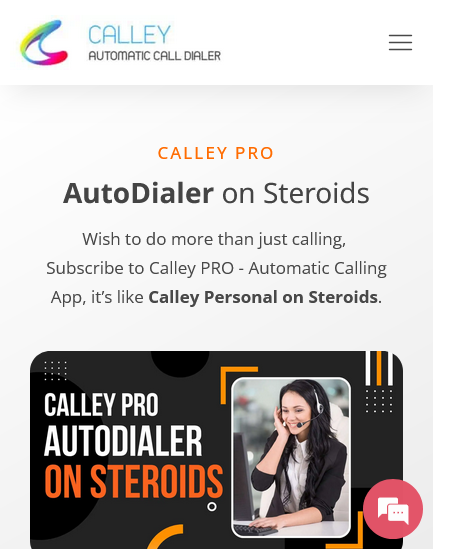 CALLEY
AUTOMATIC CALL DIALER
CALLEY PRO
AutoDialer on Steroids
Wish to do more than just calling,
Subscribe to Calley PRO - Automatic Calling
App, it’s like Calley Personal on Steroids.
CALLEY PRO
AUTODIALER
ON STEROIDS